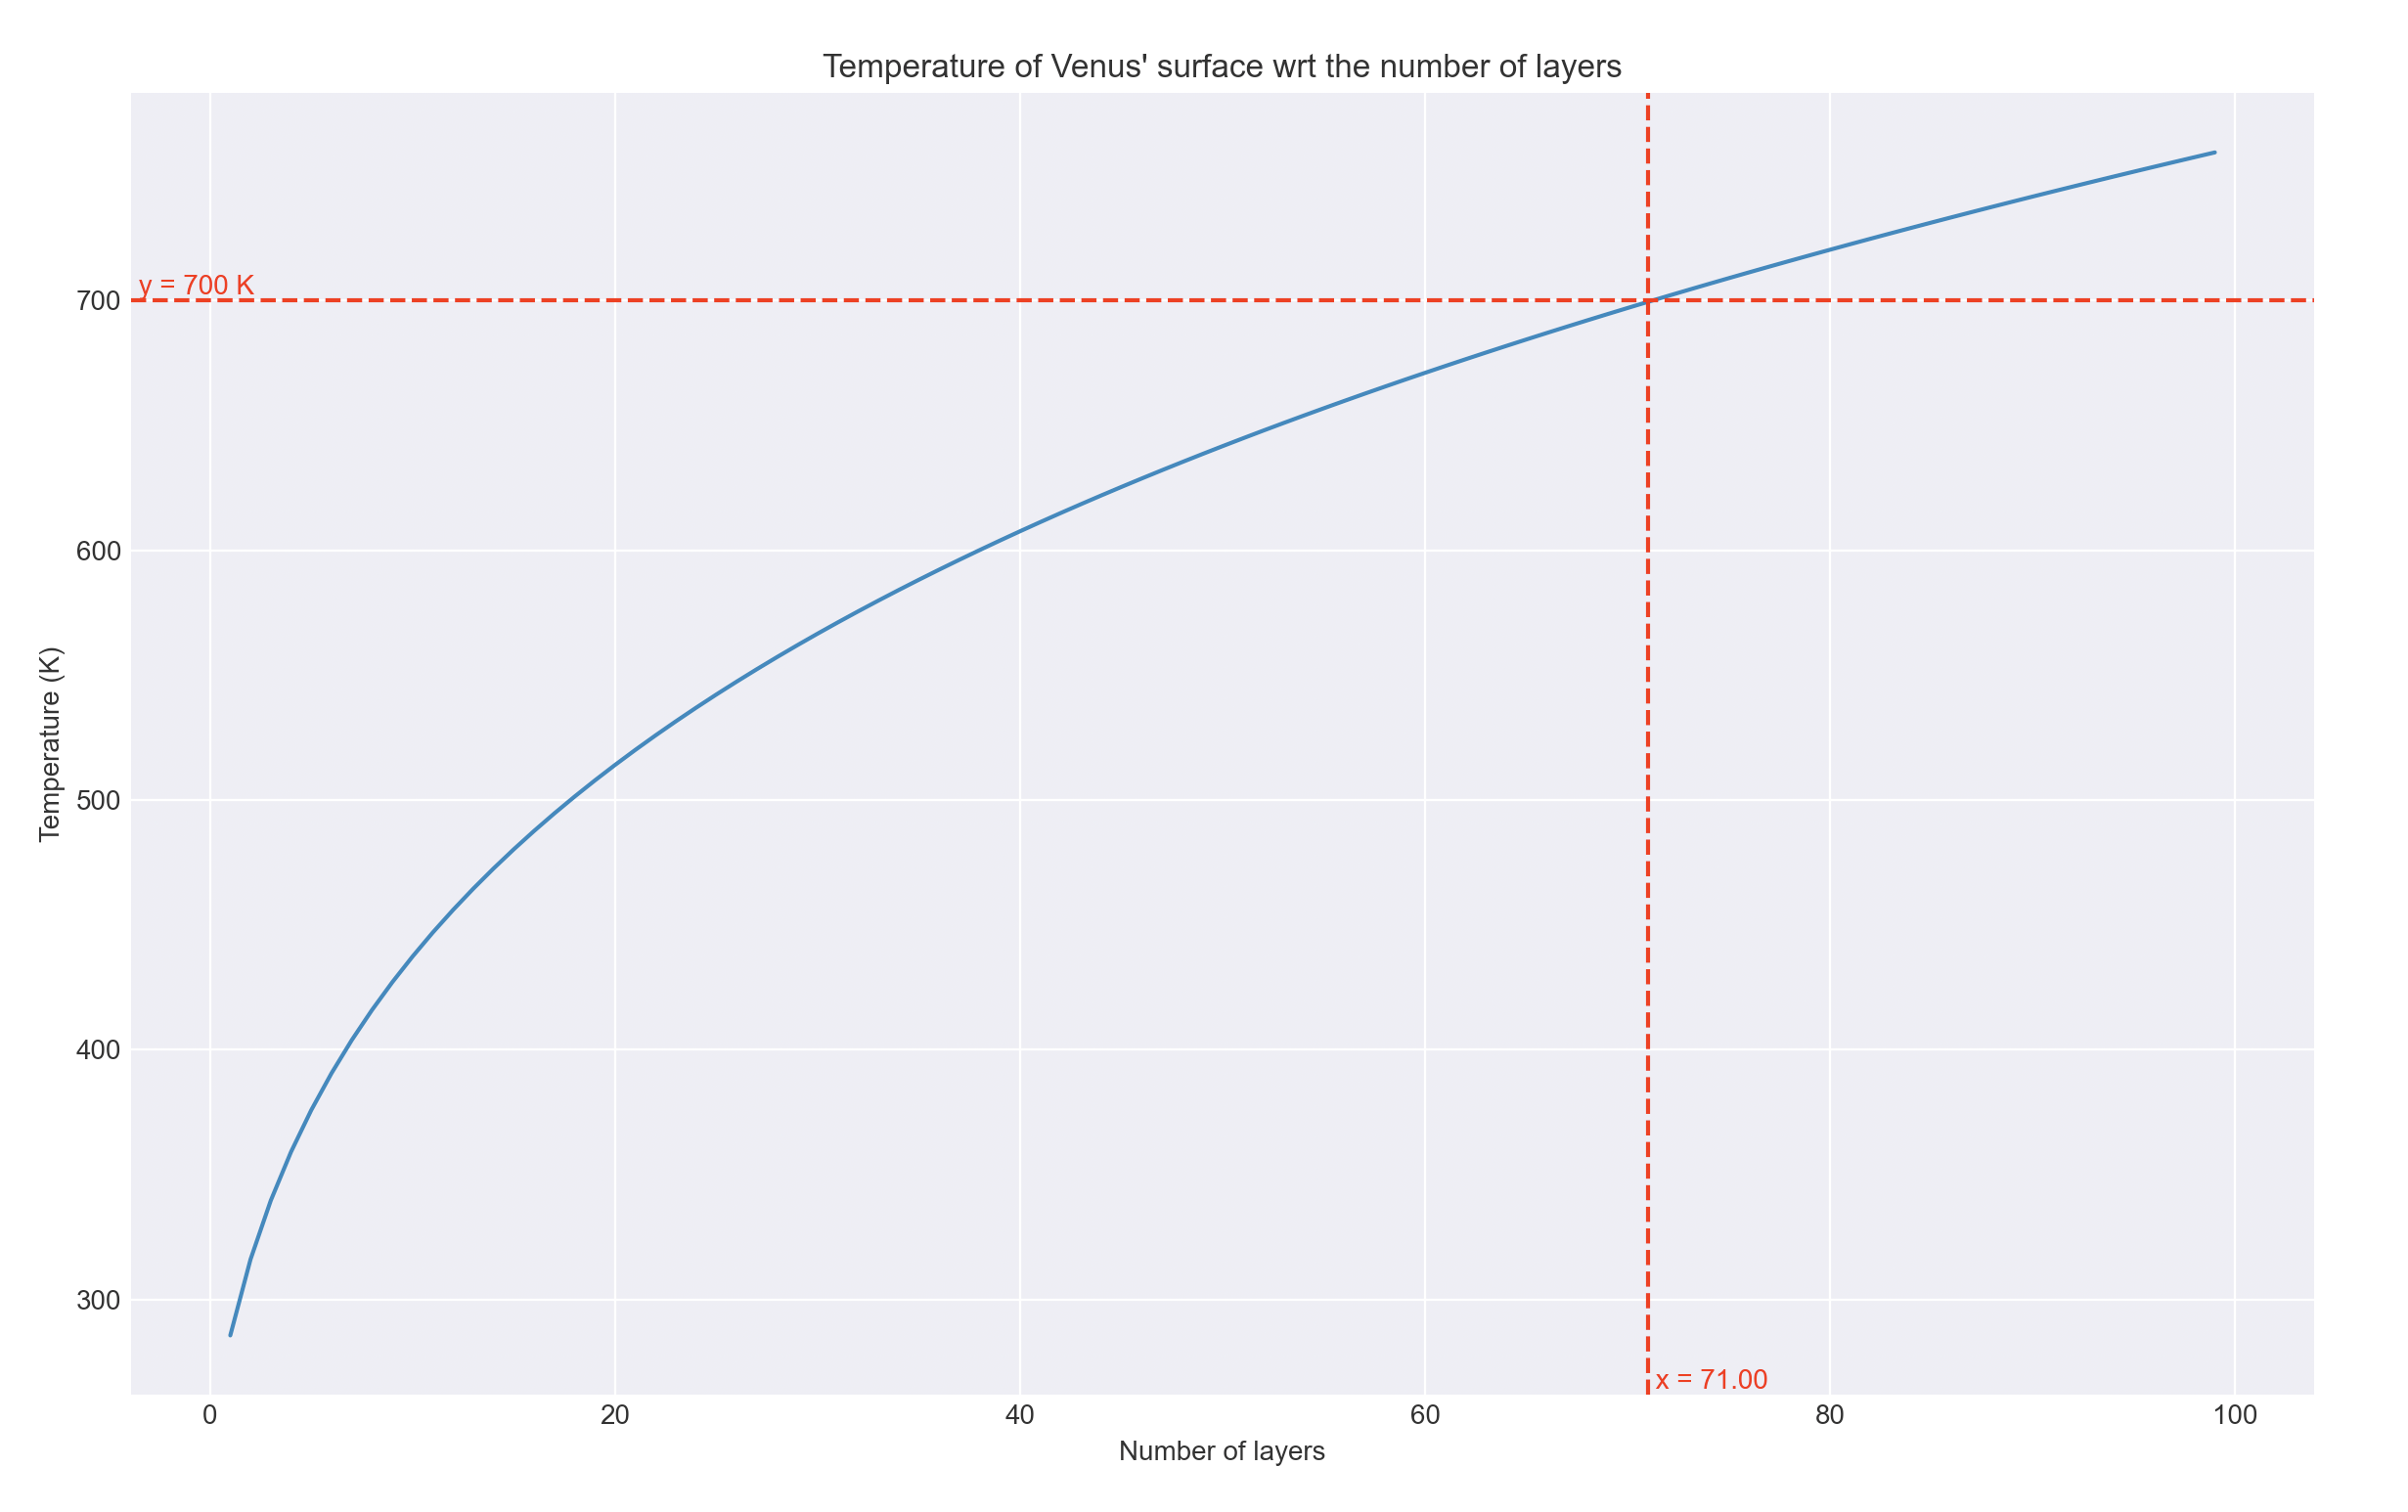 Temperature of Venus' surface wrt the number of layers
y = 700 K
700
600
500
400
300
Temperature (K)
x = 71.00
0
20
40
60
80
100
Number of layers